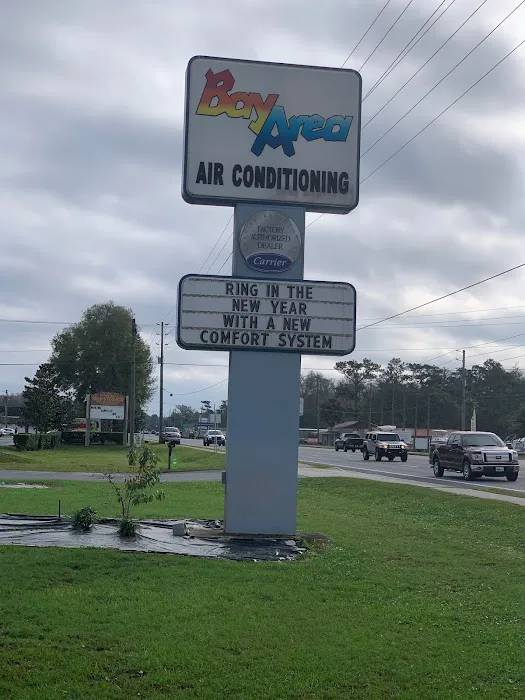 Bay
Area
AIR CONDITIONING
FACTORY
AUTHORIZED
DEALER
Carrier
RING IN THE
NEW YEAR
WITH A NEW
COMFORT SYSTEM